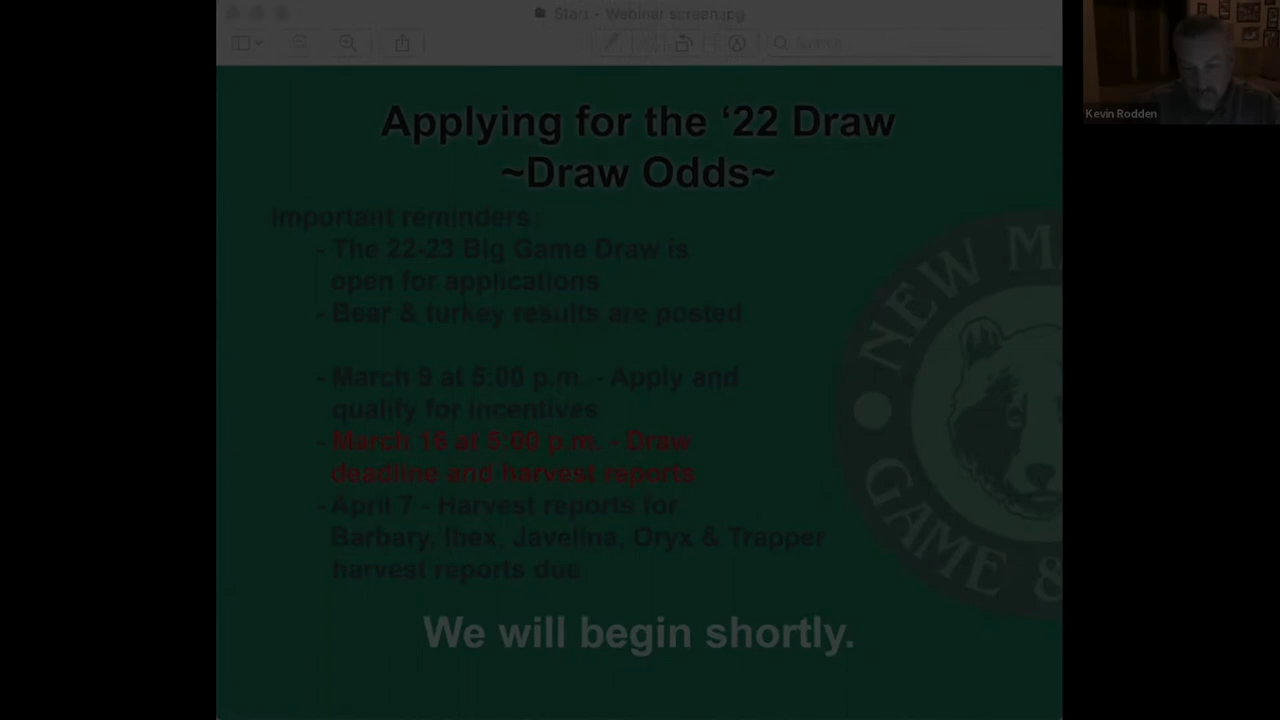 Start - Webinar screen.jpg
Search
Kevin Rodden
Applying for the ‘22 Draw
~Draw Odds~
Important reminders:
- The 22-23 Big Game Draw is
open for applications
- Bear & turkey results are posted
- March 9 at 5:00 p.m. - Apply and
qualify for incentives
- March 16 at 5:00 p.m. - Draw
deadline and harvest reports
- April 7 - Harvest reports for
Barbary, Ibex, Javelina, Oryx & Trapper
harvest reports due
NEW M
GAME &
We will begin shortly.